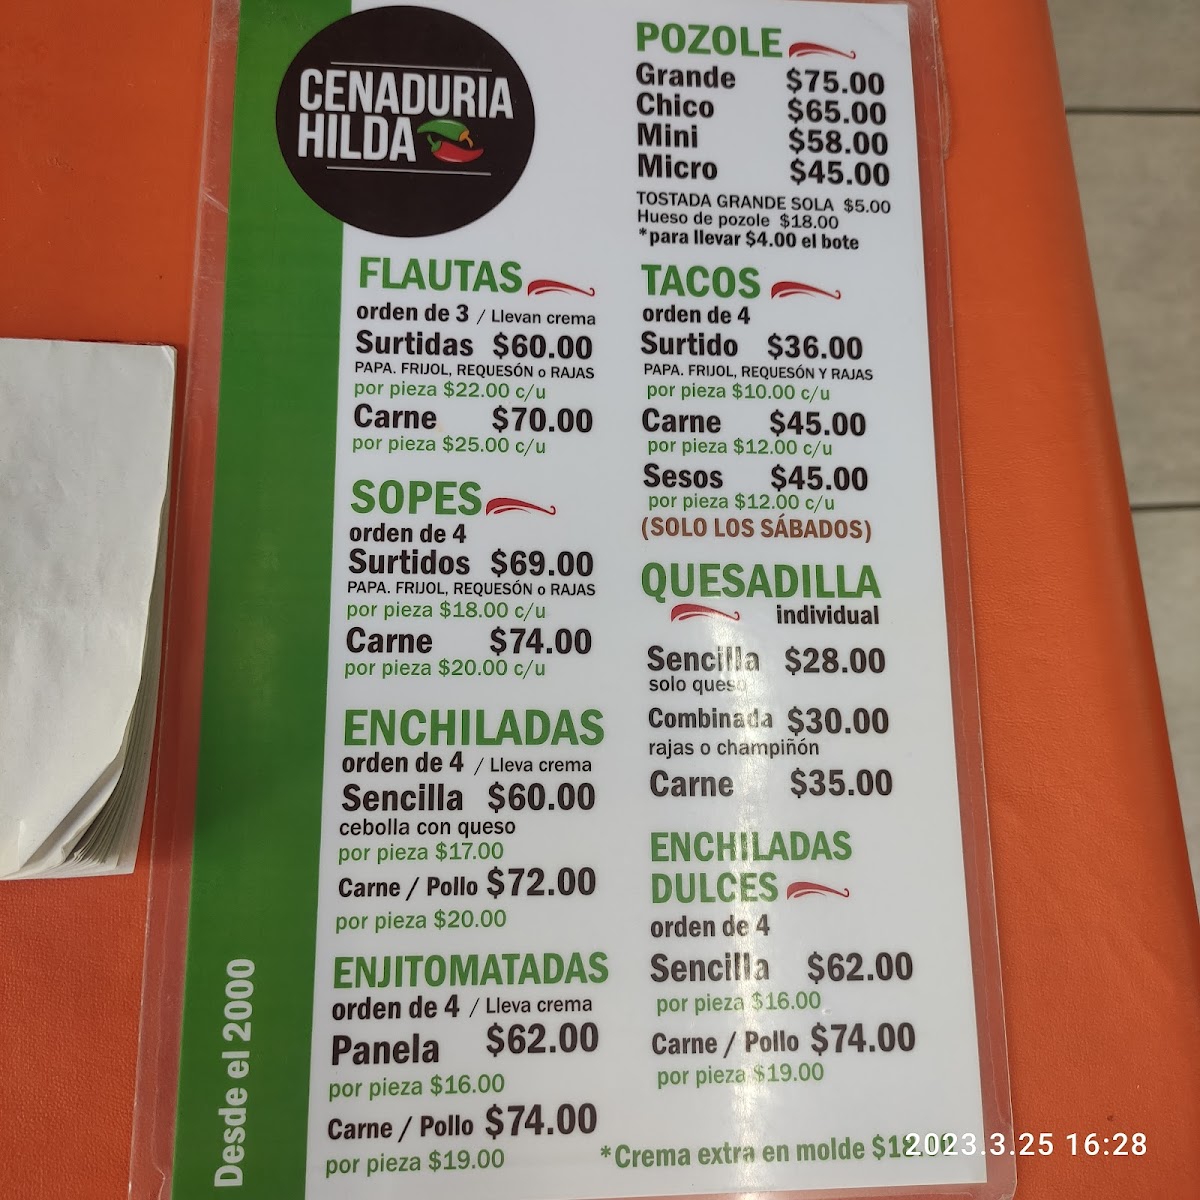 CENADURIA
HILDA
FLAUTAS
orden de 3 / Llevan crema
Surtidas $60.00
PAPA. FRIJOL, REQUESÓN o RAJAS
por pieza $22.00 c/u
Carne $70.00
por pieza $25.00 c/u
SOPES
orden de 4
Surtidos $69.00
PAPA. FRIJOL, REQUESÓN o RAJAS
por pieza $18.00 c/u
Carne $74.00
por pieza $20.00 c/u
ENCHILADAS
orden de 4 / Lleva crema
Sencilla $60.00
cebolla con queso
por pieza $17.00
Carne / Pollo $72.00
por pieza $20.00
ENJITOMATADAS
orden de 4 / Lleva crema
Panela $62.00
por pieza $16.00
Carne / Pollo $74.00
por pieza $19.00
POZOLE
Grande $75.00
Chico $65.00
Mini $58.00
Micro $45.00
TOSTADA GRANDE SOLA $5.00
Hueso de pozole $18.00
*para llevar $4.00 el bote
TACOS
orden de 4
Surtido $36.00
PAPA. FRIJOL, REQUESÓN Y RAJAS
por pieza $10.00 c/u
Carne $45.00
por pieza $12.00 c/u
Sesos $45.00
por pieza $12.00 c/u
(SOLO LOS SÁBADOS)
QUESADILLA
individual
Sencilla $28.00
solo queso
Combinada $30.00
rajas o champiñón
Carne $35.00
ENCHILADAS
DULCES
orden de 4
Sencilla $62.00
por pieza $16.00
Carne / Pollo $74.00
por pieza $19.00
*Crema extra en molde
Desde el 2000
2023.3.25 16:28